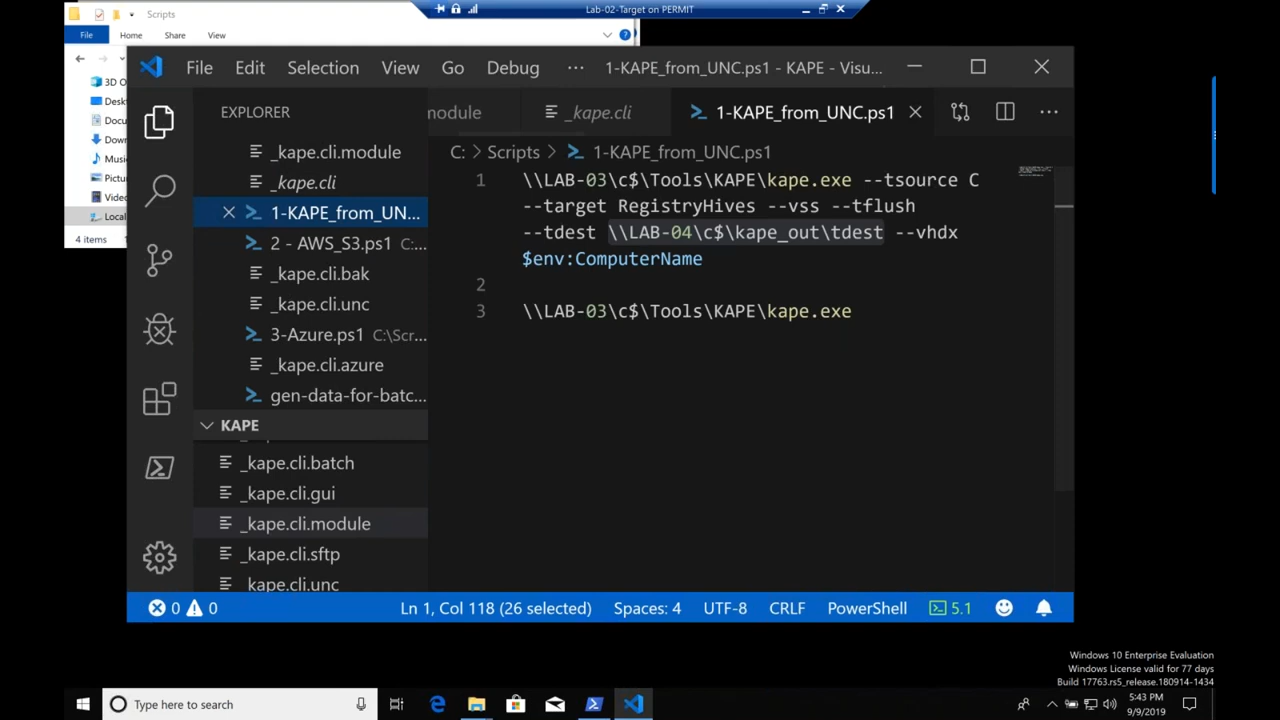 Scripts
Lab-02-Target on PERMIT
File Home Share View
3D O
Desk
Docu
Down
Music
Pictur
Video
Local
4 items
File Edit Selection View Go Debug ··· 1-KAPE_from_UNC.ps1 - KAPE - Visu...
EXPLORER
_kape.cli.module
_kape.cli
1-KAPE_from_UN...
2 - AWS_S3.ps1 C:...
_kape.cli.bak
_kape.cli.unc
3-Azure.ps1 C:\Scr...
_kape.cli.azure
gen-data-for-batc...
KAPE
_kape.cli.batch
_kape.cli.gui
_kape.cli.module
_kape.cli.sftp
kape.cli.unc
module _kape.cli 1-KAPE_from_UNC.ps1
C: > Scripts > 1-KAPE_from_UNC.ps1
1 \\LAB-03\c$\Tools\KAPE\kape.exe --tsource C
--target RegistryHives --vss --tflush
--tdest \\LAB-04\c$\kape_out\tdest --vhdx
$env:ComputerName
2
3 \\LAB-03\c$\Tools\KAPE\kape.exe
0 0 Ln 1, Col 118 (26 selected) Spaces: 4 UTF-8 CRLF PowerShell 5.1
Windows 10 Enterprise Evaluation
Windows License valid for 77 days
Build 17763.rs5_release.180914-1434
Type here to search
5:43 PM
9/9/2019